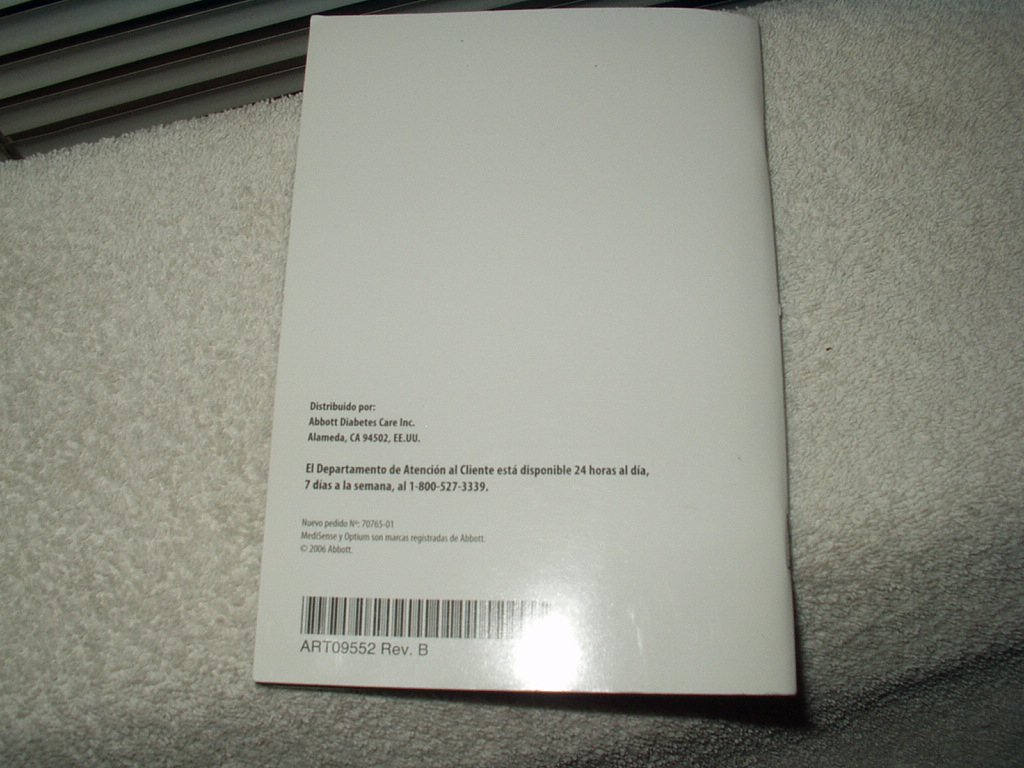 Distribuido por:
Abbott Diabetes Care Inc.
Alameda, CA 94502, EE.UU.
El Departamento de Atención al Cliente está disponible 24 horas al día,
7 días a la semana, al 1-800-527-3339.
Nuevo pedido Nº: 70765-01
MediSense y Optium son marcas registradas de Abbott.
© 2006 Abbott.
ART09552 Rev. B